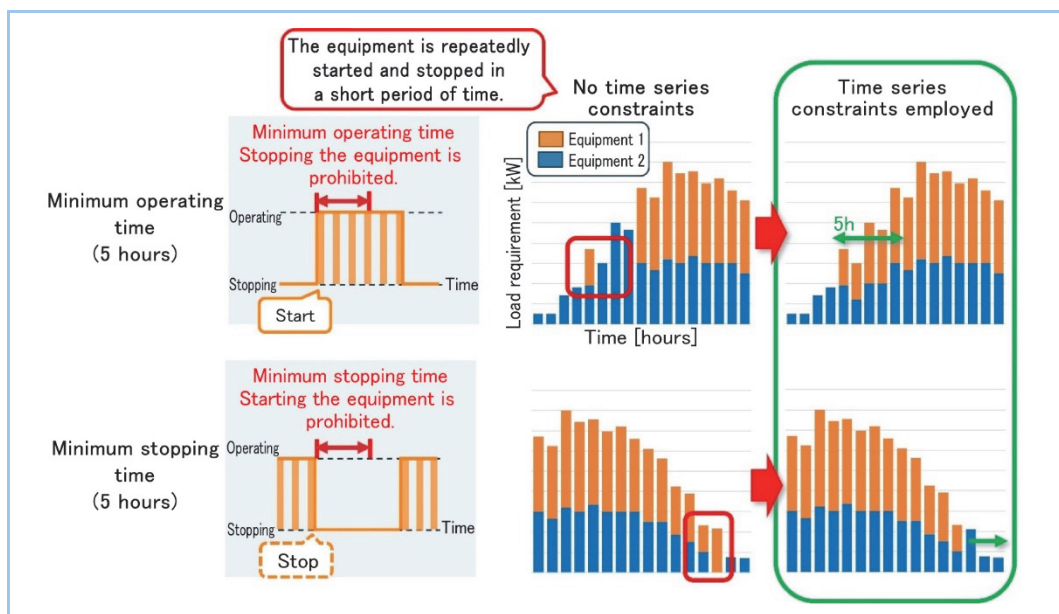 The equipment is repeatedly
started and stopped in
a short period of time.
No time series
constraints
Time series
constraints employed
Minimum operating time
(5 hours)
Minimum operating time
Stopping the equipment is
prohibited.
Operating
Stopping
Time
Start
Equipment 1
Equipment 2
Load requirement [kW]
Time [hours]
5h
Minimum stopping
time
(5 hours)
Minimum stopping time
Starting the equipment is
prohibited.
Operating
Stopping
Time
Stop